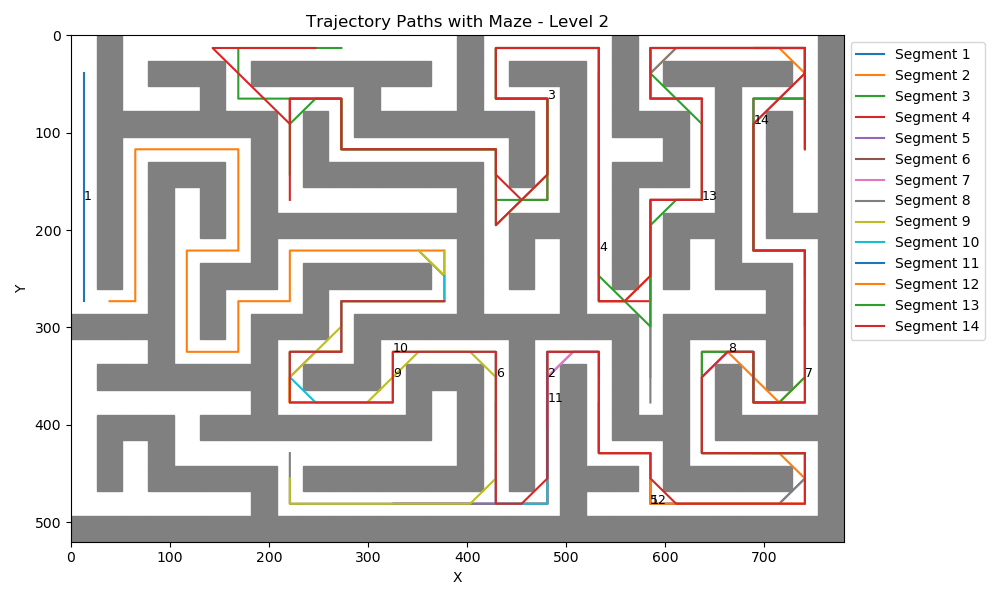 Trajectory Paths with Maze - Level 2
Y
0
100
200
300
400
500
0
100
200
300
400
500
600
700
X
3
14
1
13
4
10
8
9
6
2
7
11
5
12
Segment 1
Segment 2
Segment 3
Segment 4
Segment 5
Segment 6
Segment 7
Segment 8
Segment 9
Segment 10
Segment 11
Segment 12
Segment 13
Segment 14